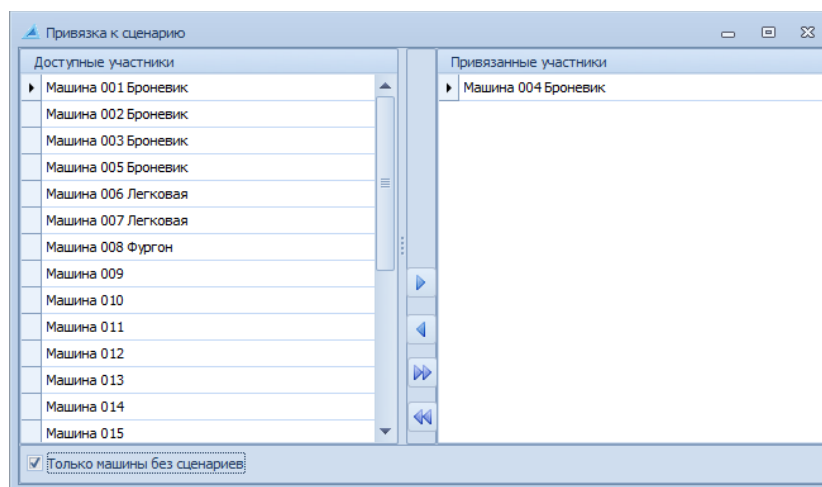 Привязка к сценарию
Доступные участники
Машина 001 Броневик
Машина 002 Броневик
Машина 003 Броневик
Машина 005 Броневик
Машина 006 Легковая
Машина 007 Легковая
Машина 008 Фургон
Машина 009
Машина 010
Машина 011
Машина 012
Машина 013
Машина 014
Машина 015
Привязанные участники
Машина 004 Броневик
Только машины без сценариев